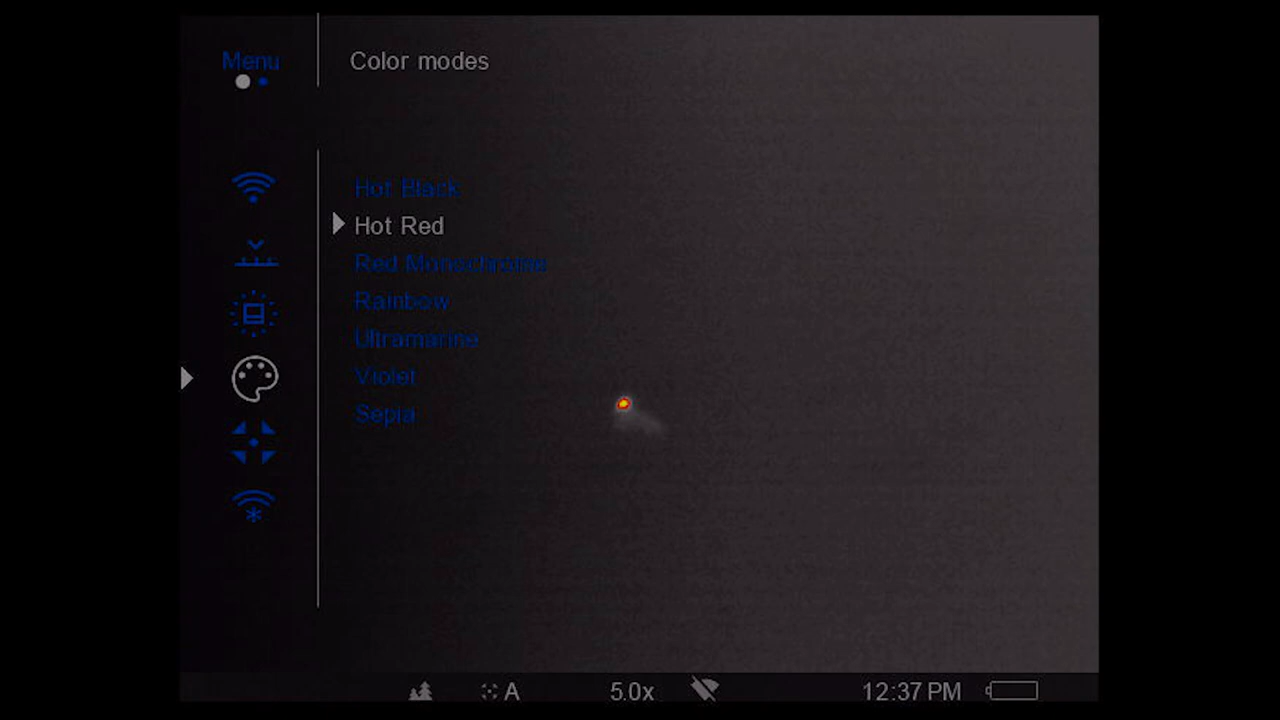 Menu
Color modes
Hot Black
Hot Red
Red Monochrome
Rainbow
Ultramarine
Violet
Sepia
A
5.0x
12:37 PM